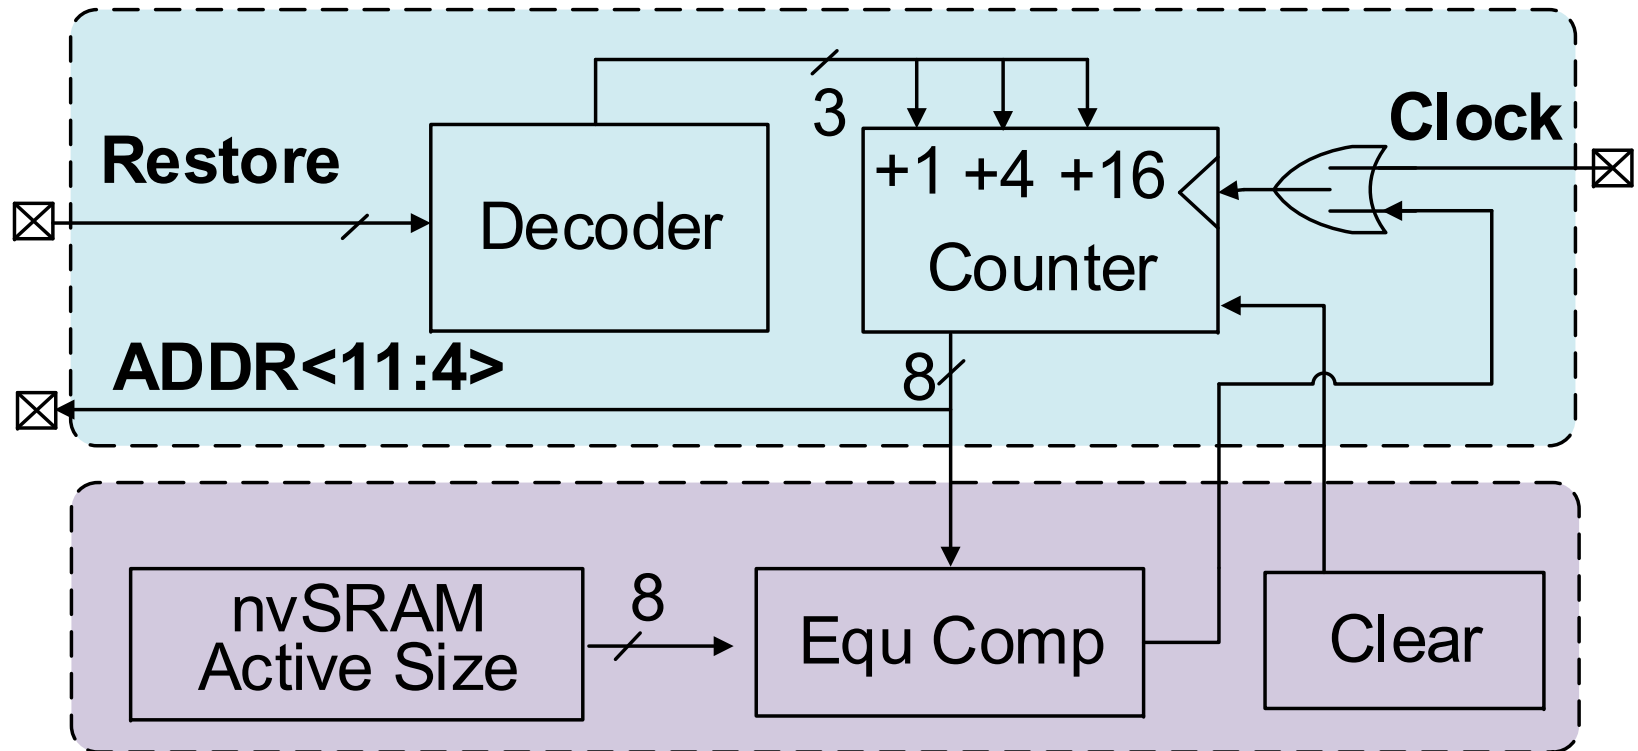 Restore
Decoder
3
+1 +4 +16
Counter
Clock
ADDR<11:4>
8
nvSRAM
Active Size
8
Equ Comp
Clear